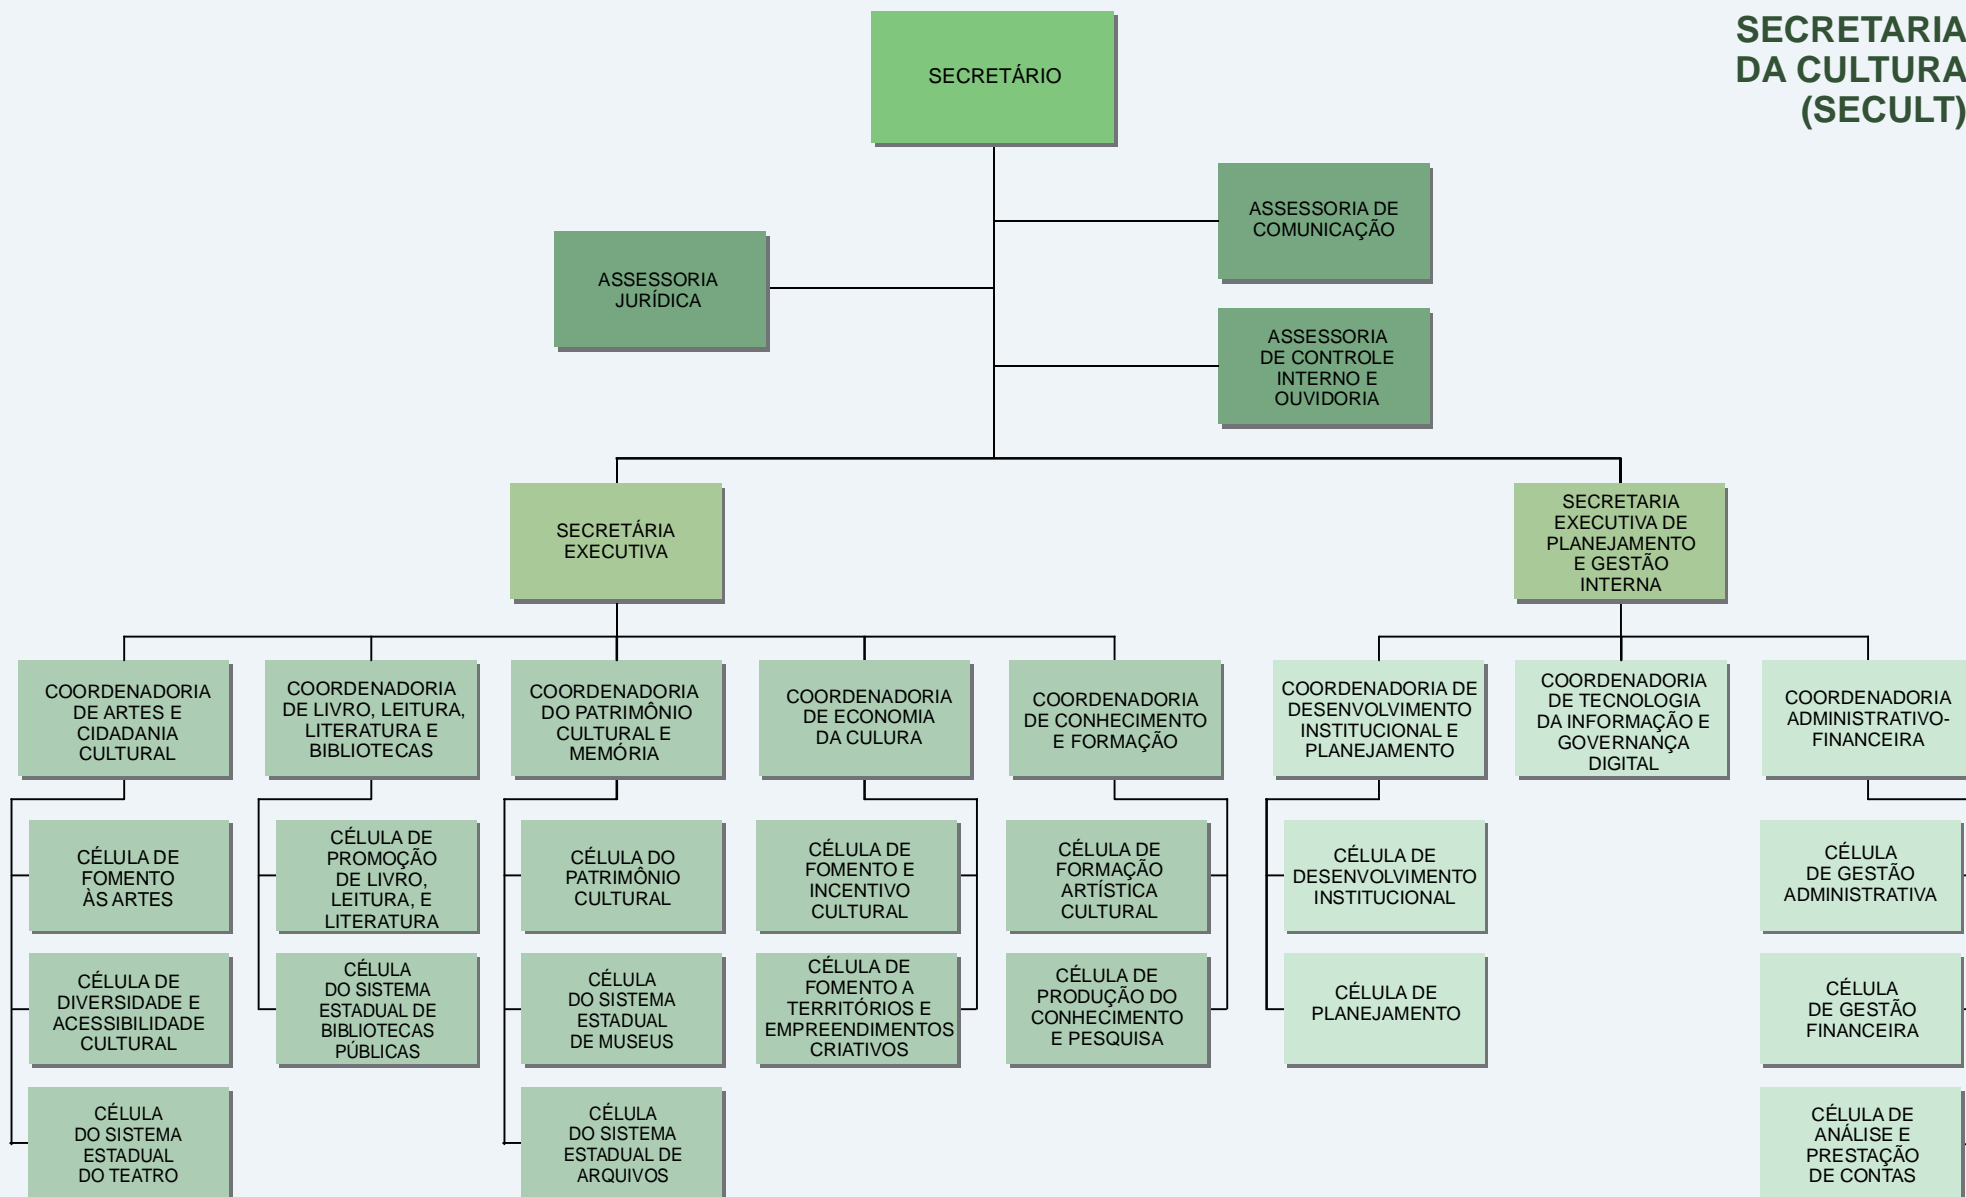 SECRETARIA
DA CULTURA
(SECULT)
SECRETÁRIO
ASSESSORIA DE
COMUNICAÇÃO
ASSESSORIA
JURÍDICA
ASSESSORIA
DE CONTROLE
INTERNO E
OUVIDORIA
SECRETÁRIA
EXECUTIVA
SECRETARIA
EXECUTIVA DE
PLANEJAMENTO
E GESTÃO
INTERNA
COORDENADORIA
DE ARTES E
CIDADANIA
CULTURAL
COORDENADORIA
DE LIVRO, LEITURA,
LITERATURA E
BIBLIOTECAS
COORDENADORIA
DO PATRIMÔNIO
CULTURAL E
MEMÓRIA
COORDENADORIA
DE ECONOMIA
DA CULURA
COORDENADORIA
DE CONHECIMENTO
E FORMAÇÃO
COORDENADORIA DE
DESENVOLVIMENTO
INSTITUCIONAL E
PLANEJAMENTO
COORDENADORIA
DE TECNOLOGIA
DA INFORMAÇÃO E
GOVERNANÇA
DIGITAL
COORDENADORIA
ADMINISTRATIVO-
FINANCEIRA
CÉLULA DE
FOMENTO
ÀS ARTES
CÉLULA DE
PROMOÇÃO
DE LIVRO,
LEITURA, E
LITERATURA
CÉLULA DO
PATRIMÔNIO
CULTURAL
CÉLULA DE
FOMENTO E
INCENTIVO
CULTURAL
CÉLULA DE
FORMAÇÃO
ARTÍSTICA
CULTURAL
CÉLULA DE
DESENVOLVIMENTO
INSTITUCIONAL
CÉLULA
DE GESTÃO
ADMINISTRATIVA
CÉLULA DE
DIVERSIDADE E
ACESSIBILIDADE
CULTURAL
CÉLULA
DO SISTEMA
ESTADUAL DE
BIBLIOTECAS
PÚBLICAS
CÉLULA
DO SISTEMA
ESTADUAL
DE MUSEUS
CÉLULA DE
FOMENTO A
TERRITÓRIOS E
EMPREENDIMENTOS
CRIATIVOS
CÉLULA DE
PRODUÇÃO DO
CONHECIMENTO
E PESQUISA
CÉLULA DE
PLANEJAMENTO
CÉLULA
DE GESTÃO
FINANCEIRA
CÉLULA
DO SISTEMA
ESTADUAL
DO TEATRO
CÉLULA
DO SISTEMA
ESTADUAL DE
ARQUIVOS
CÉLULA DE
ANÁLISE E
PRESTAÇÃO
DE CONTAS